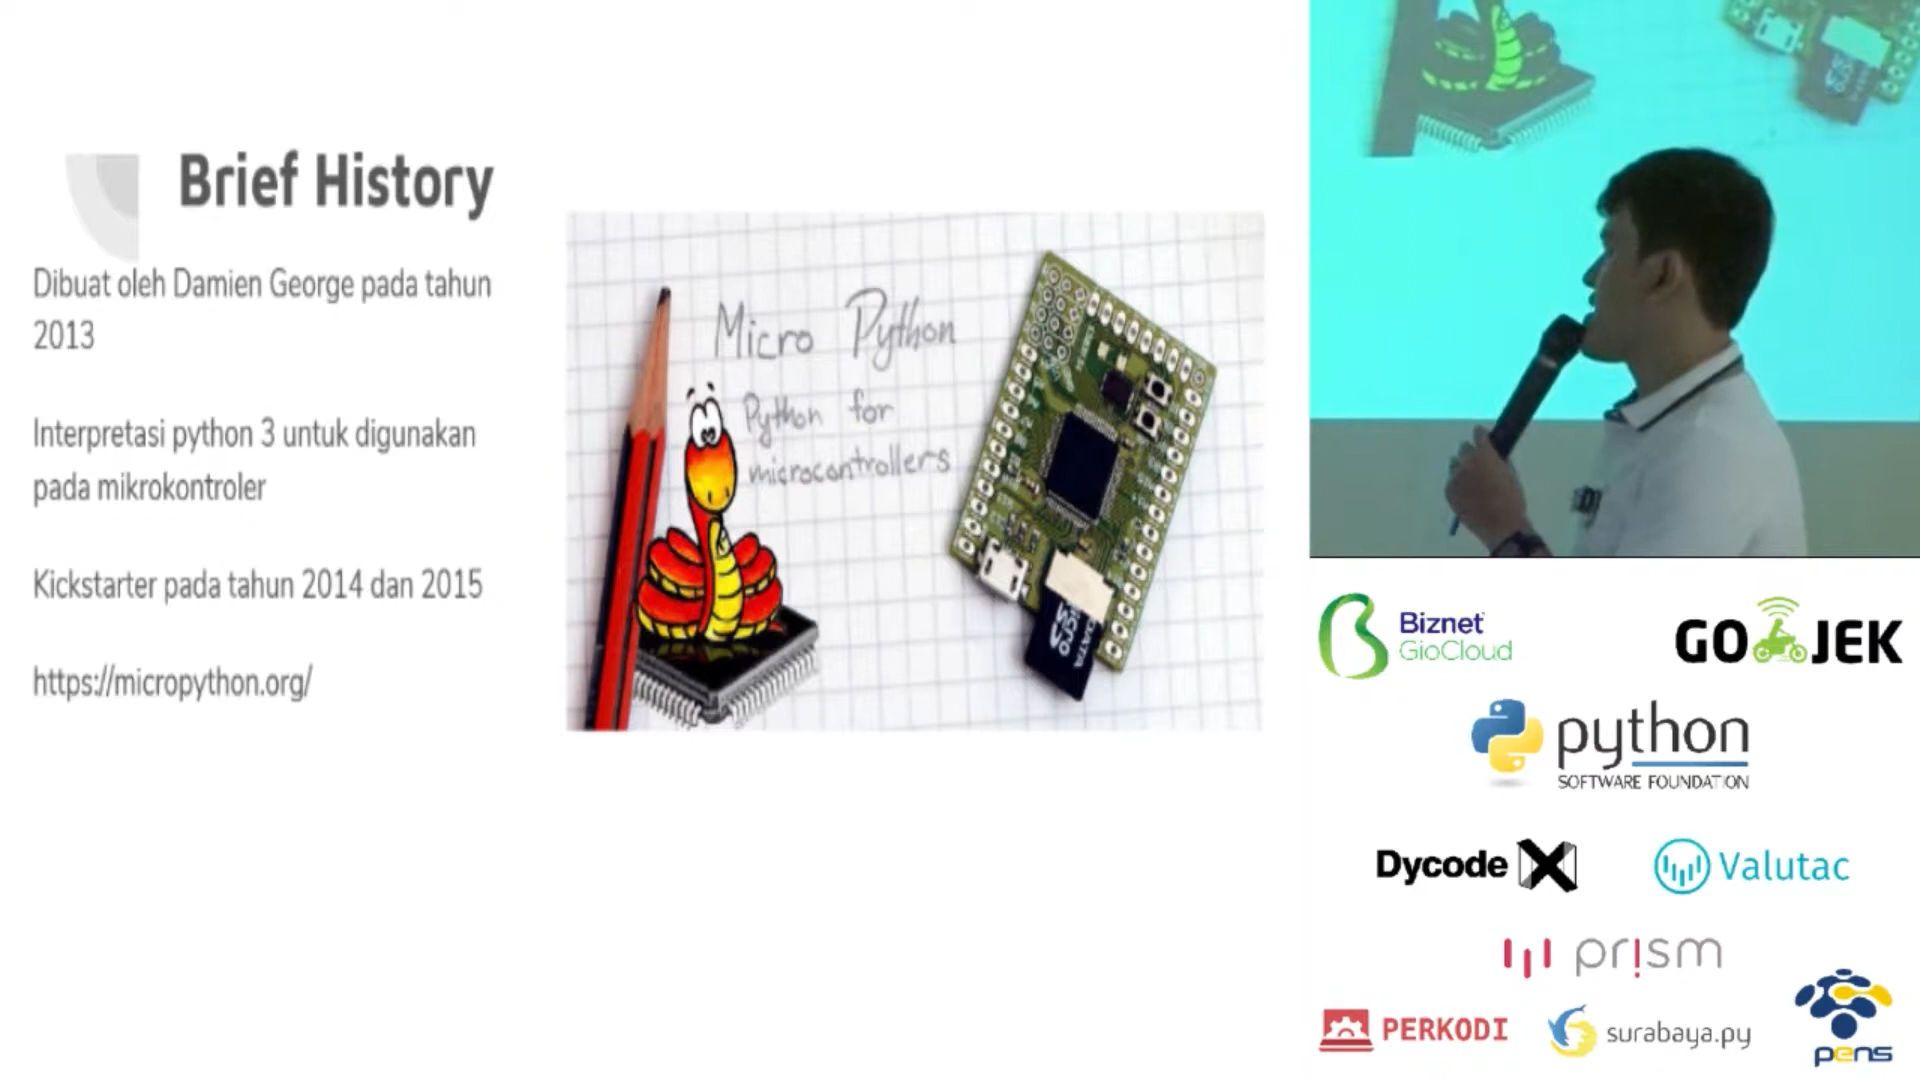 Brief History
Dibuat oleh Damien George pada tahun
2013
Interpretasi python 3 untuk digunakan
pada mikrokontroler
Kickstarter pada tahun 2014 dan 2015
https://micropython.org/
Micro Python
Python for
microcontrollers
Biznet
GioCloud
GO JEK
python
SOFTWARE FOUNDATION
Dycode X
Valutac
pr!sm
PERKODI
surabaya.py
pens